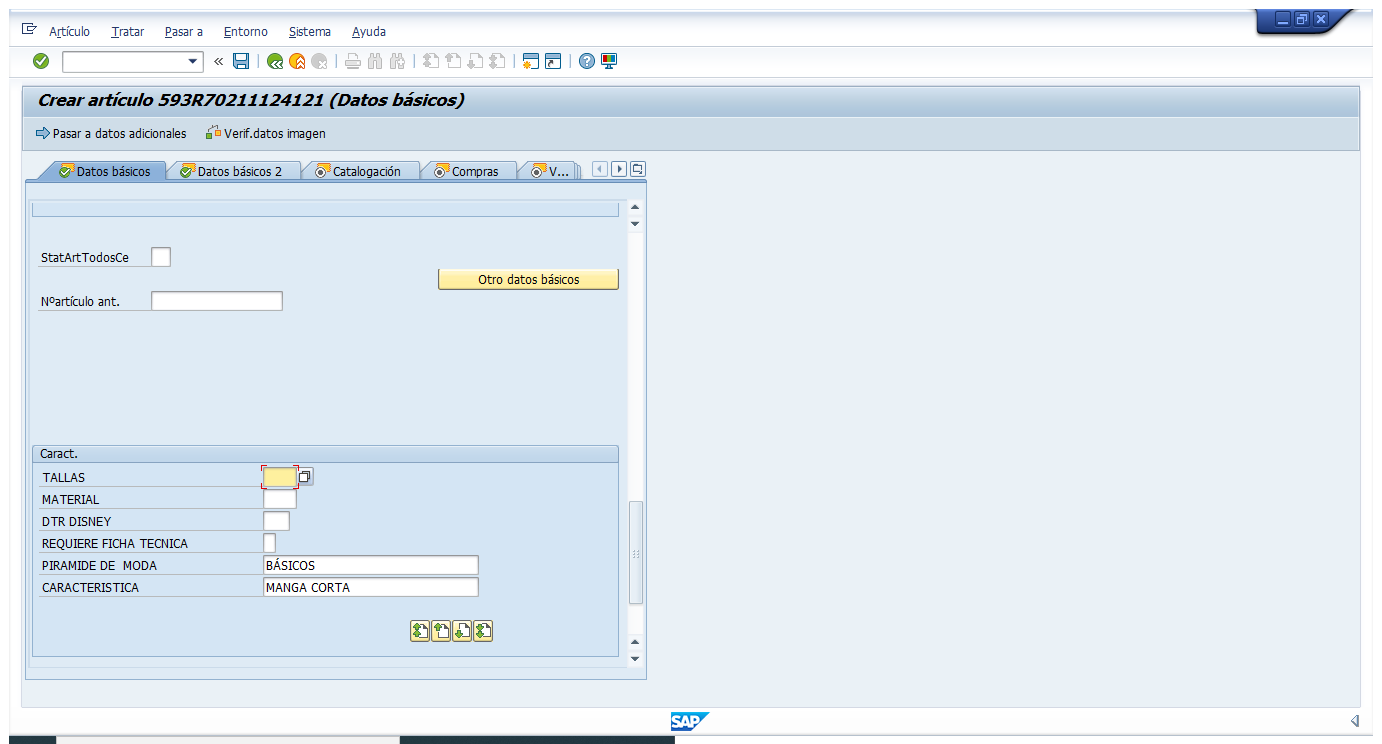 Artículo Tratar Pasar a Entorno Sistema Ayuda
Crear artículo 593R70211124121 (Datos básicos)
Pasar a datos adicionales Verif.datos imagen
Datos básicos Datos básicos 2 Catalogación Compras V...
StatArtTodosCe
Otro datos básicos
Nºartículo ant.
Caract.
TALLAS
MATERIAL
DTR DISNEY
REQUIERE FICHA TECNICA
PIRAMIDE DE MODA BÁSICOS
CARACTERISTICA MANGA CORTA
SAP